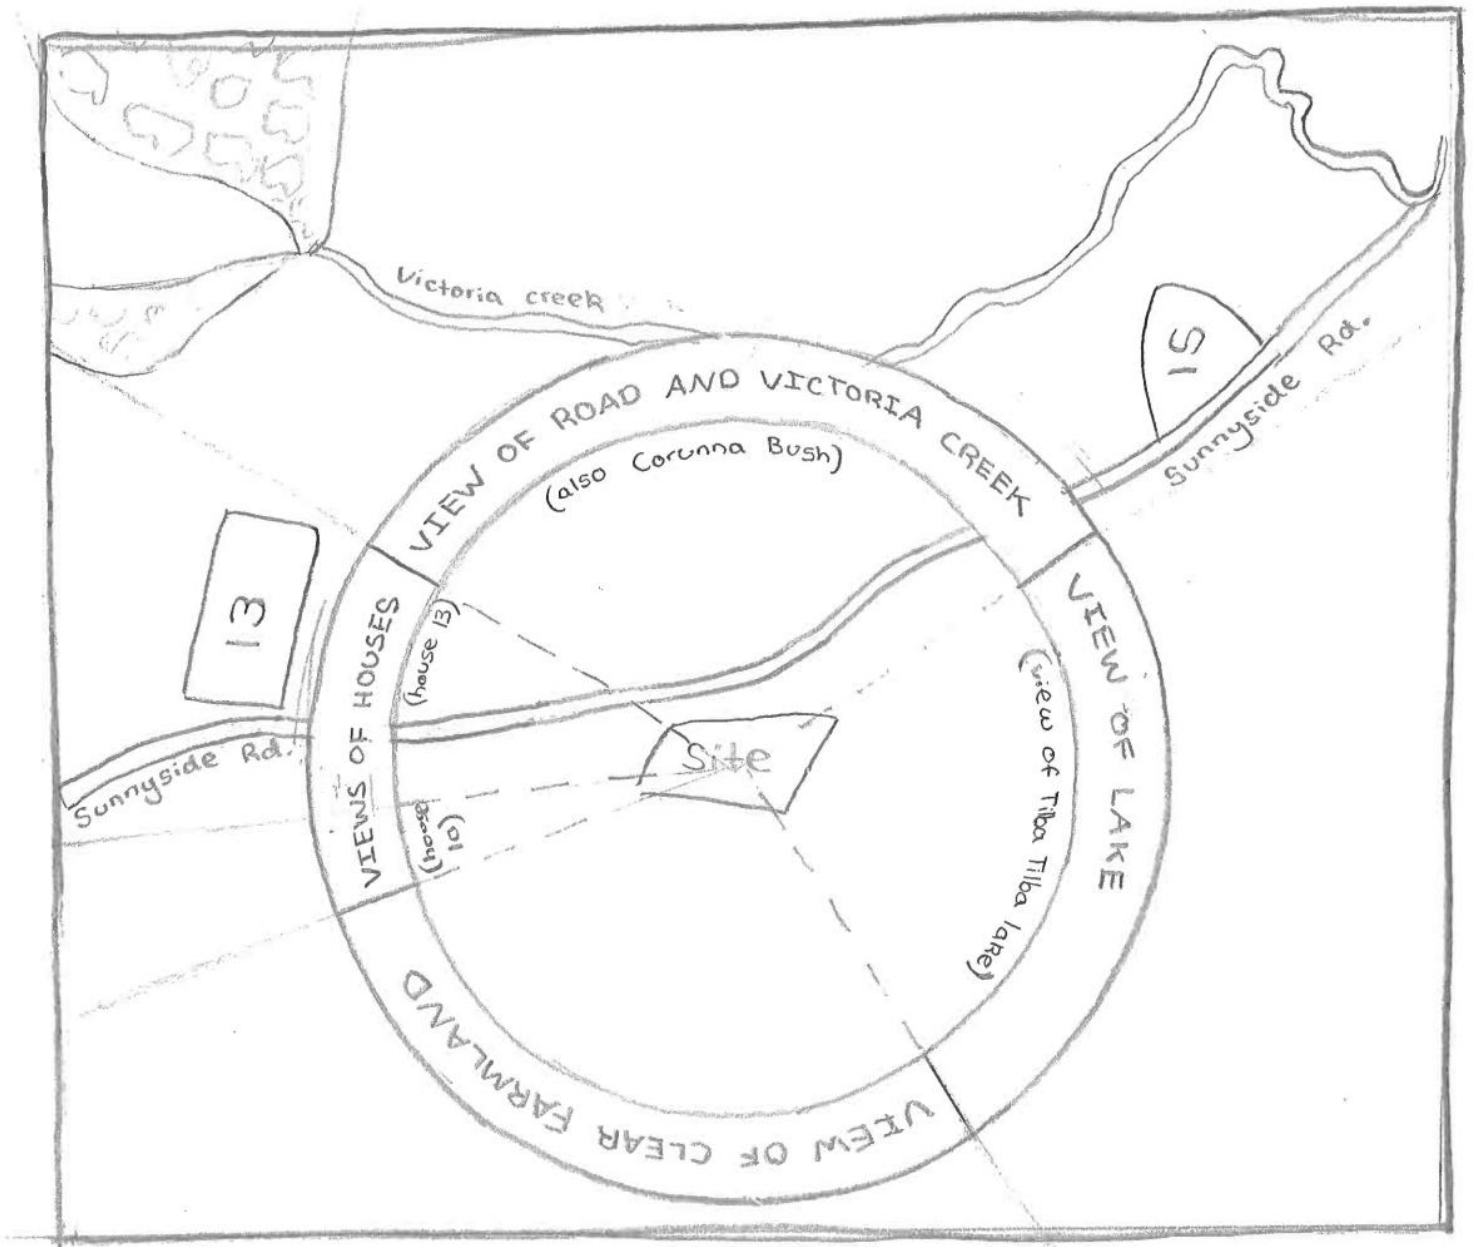 Victoria creek
VIEW OF ROAD AND VICTORIA CREEK
(also Corunna Bush)
51
Sunnyside Rd.
13
VIEWS OF HOUSES
(house 13)
(house
10)
Sunnyside Rd.
Site
VIEW OF LAKE
(view of Tilba Tilba lake)
VIEW OF CLEAR FARMLAND